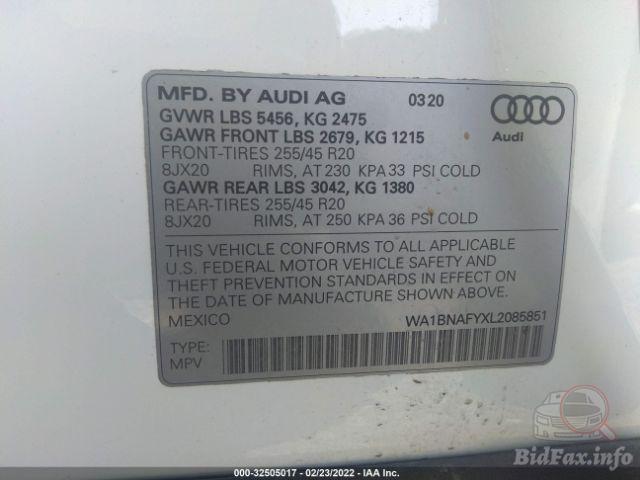 MFD. BY AUDI AG 03 20
GVWR LBS 5456, KG 2475
GAWR FRONT LBS 2679, KG 1215
FRONT-TIRES 255/45 R20
8JX20 RIMS, AT 230 KPA 33 PSI COLD
GAWR REAR LBS 3042, KG 1380
REAR-TIRES 255/45 R20
8JX20 RIMS, AT 250 KPA 36 PSI COLD
Audi
THIS VEHICLE CONFORMS TO ALL APPLICABLE
U.S. FEDERAL MOTOR VEHICLE SAFETY AND THEFT
PREVENTION STANDARDS IN EFFECT ON THE
DATE OF MANUFACTURE SHOWN ABOVE.
MEXICO WA1BNAFYXL2085851
TYPE:
MPV
BidFax.info
000-32505017 - 02/23/2022 - IAA Inc.